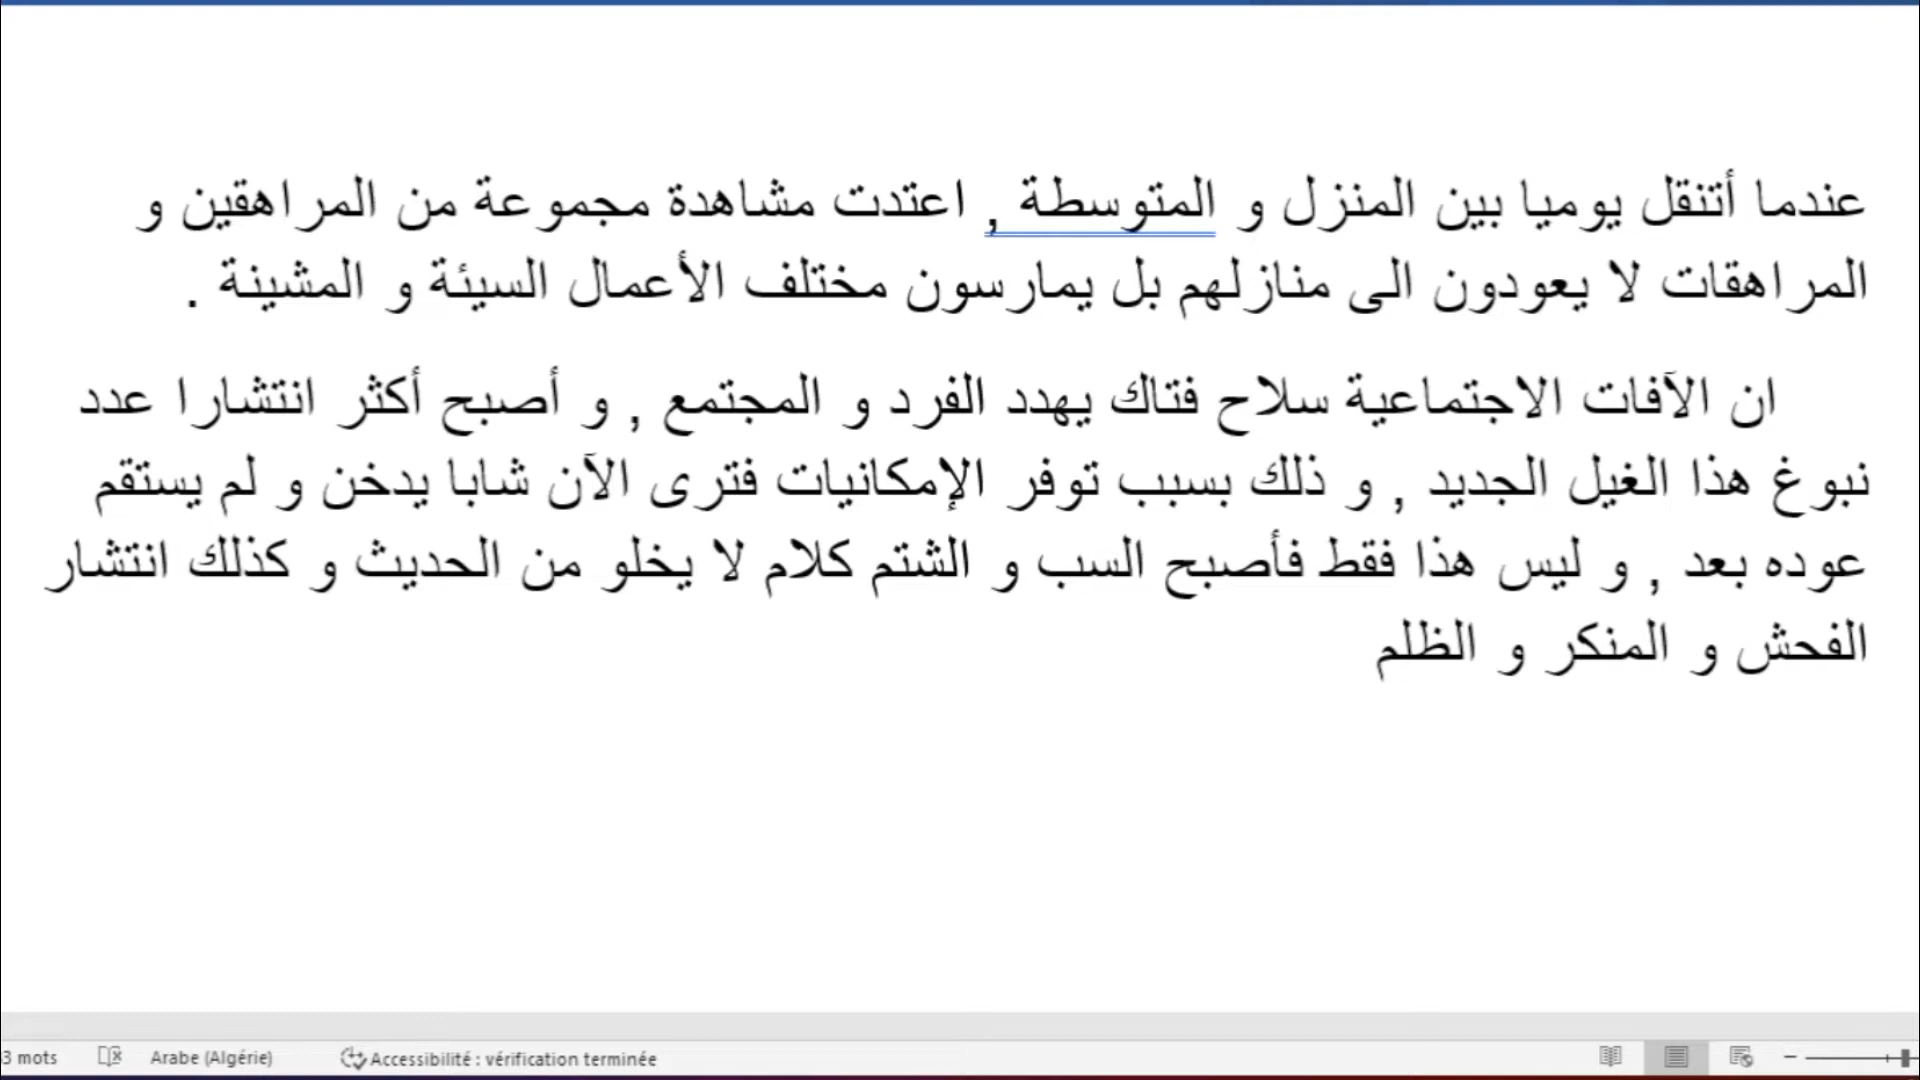 عندما أتنقل يوميا بين المنزل و المتوسطة , اعتدت مشاهدة مجموعة من المراهقين و
المراهقات لا يعودون الى منازلهم بل يمارسون مختلف الأعمال السيئة و المشينة .
ان الآفات الاجتماعية سلاح فتاك يهدد الفرد و المجتمع , و أصبح أكثر انتشارا عدد
نبوغ هذا الغيل الجديد , و ذلك بسبب توفر الإمكانيات فترى الآن شابا يدخن و لم يستقم
عوده بعد , و ليس هذا فقط فأصبح السب و الشتم كلام لا يخلو من الحديث و كذلك انتشار
الفحش و المنكر و الظلم
3 mots Arabe (Algérie) Accessibilité : vérification terminée